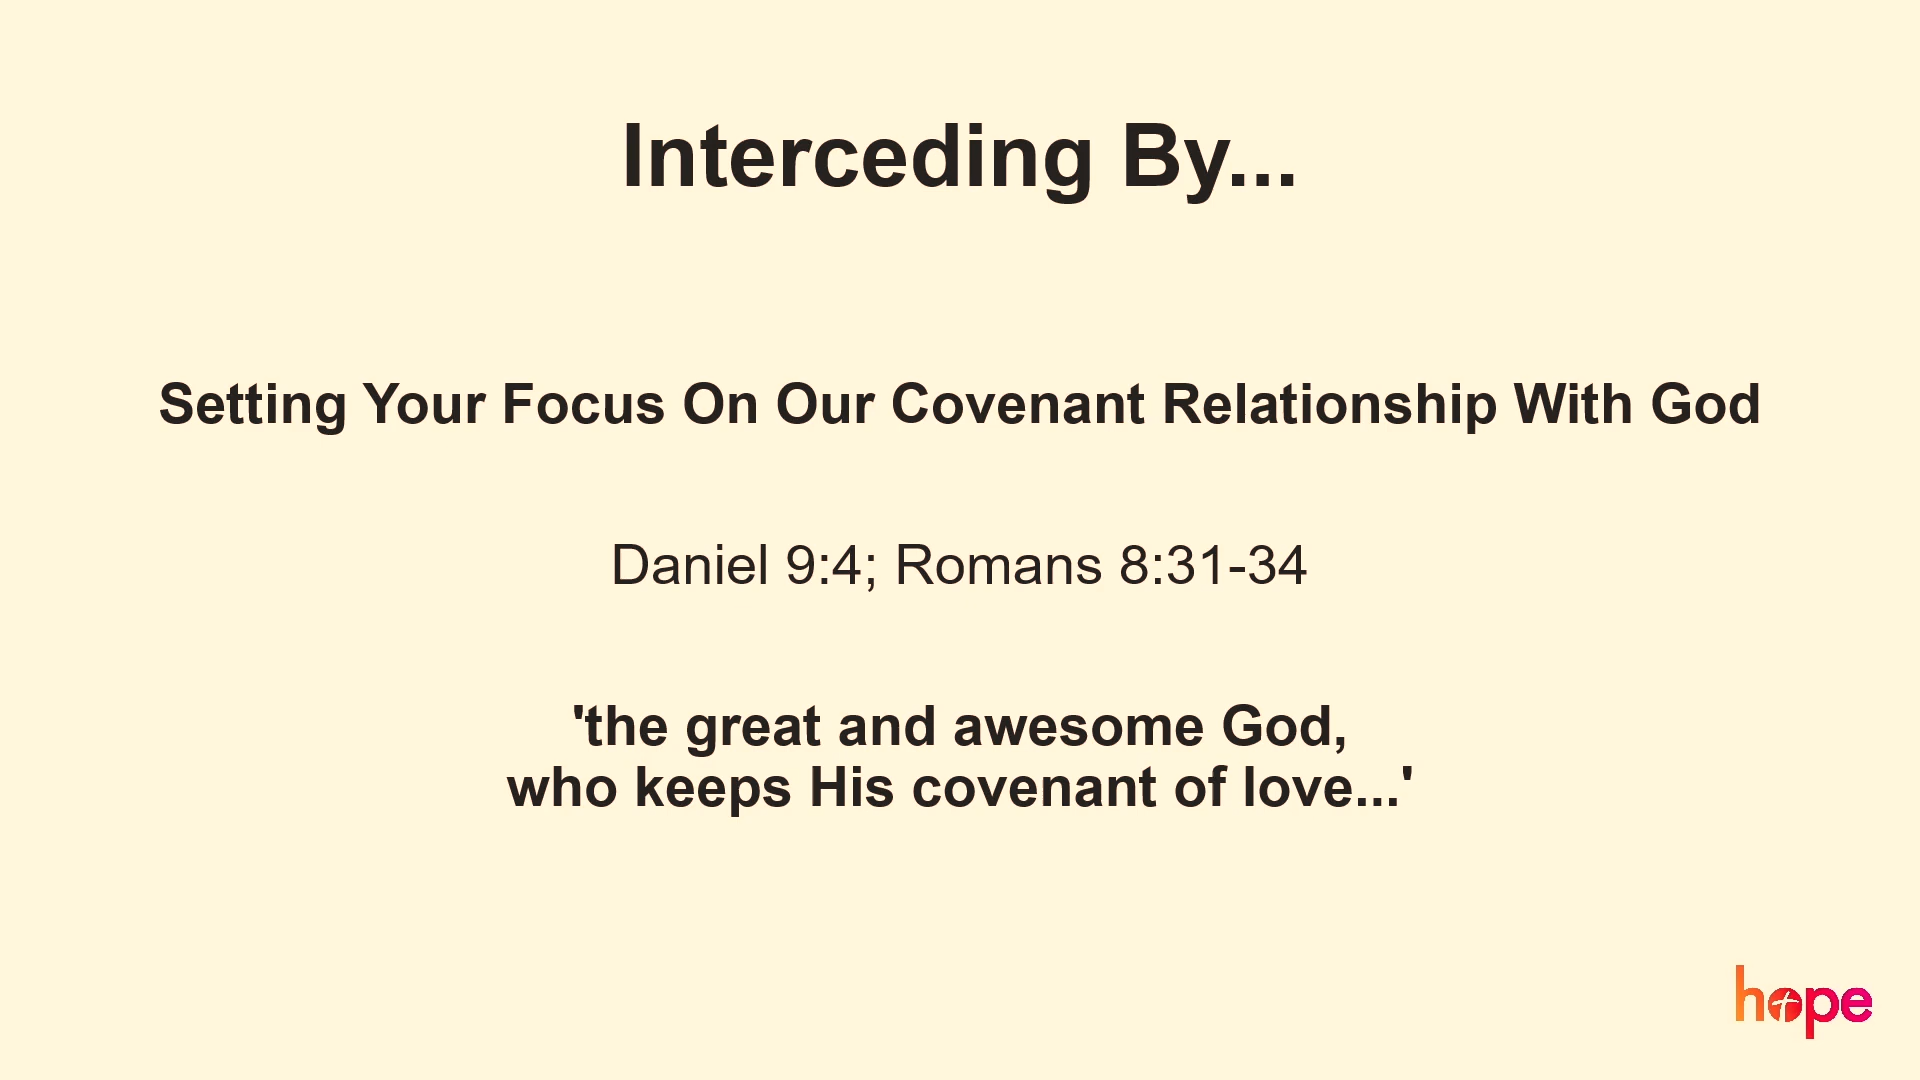 Interceding By...
Setting Your Focus On Our Covenant Relationship With God
Daniel 9:4; Romans 8:31-34
'the great and awesome God,
who keeps His covenant of love...'
hope